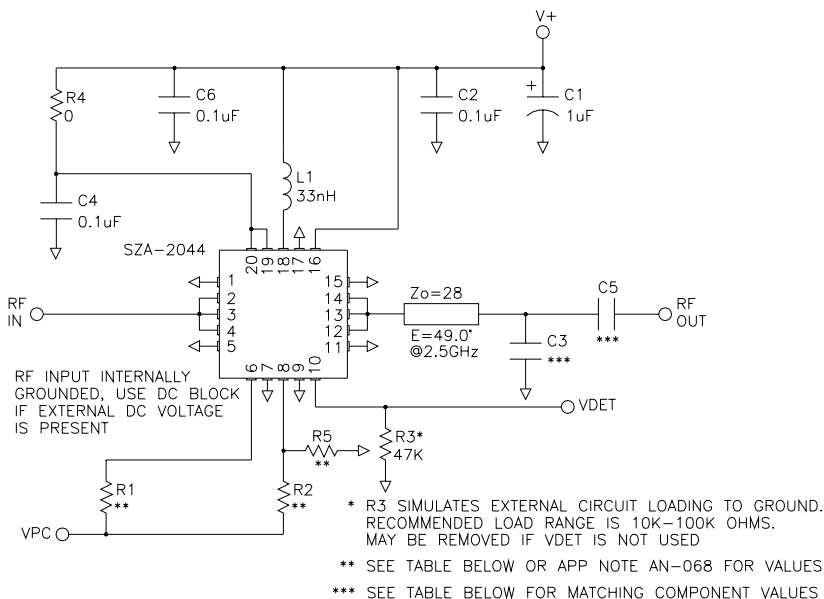 V+
R4
0
C6
0.1uF
C2
0.1uF
+
C1
1uF
L1
33nH
C4
0.1uF
SZA-2044
20
19
18
17
16
1
2
3
4
5
15
14
13
12
11
6
7
8
9
10
RF
IN
Zo=28
E=49.0°
@2.5GHz
C5
***
RF
OUT
C3
***
RF INPUT INTERNALLY
GROUNDED, USE DC BLOCK
IF EXTERNAL DC VOLTAGE
IS PRESENT
VDET
R5
**
R3*
47K
R1
**
R2
**
VPC
* R3 SIMULATES EXTERNAL CIRCUIT LOADING TO GROUND.
RECOMMENDED LOAD RANGE IS 10K-100K OHMS.
MAY BE REMOVED IF VDET IS NOT USED
** SEE TABLE BELOW OR APP NOTE AN-068 FOR VALUES
*** SEE TABLE BELOW FOR MATCHING COMPONENT VALUES